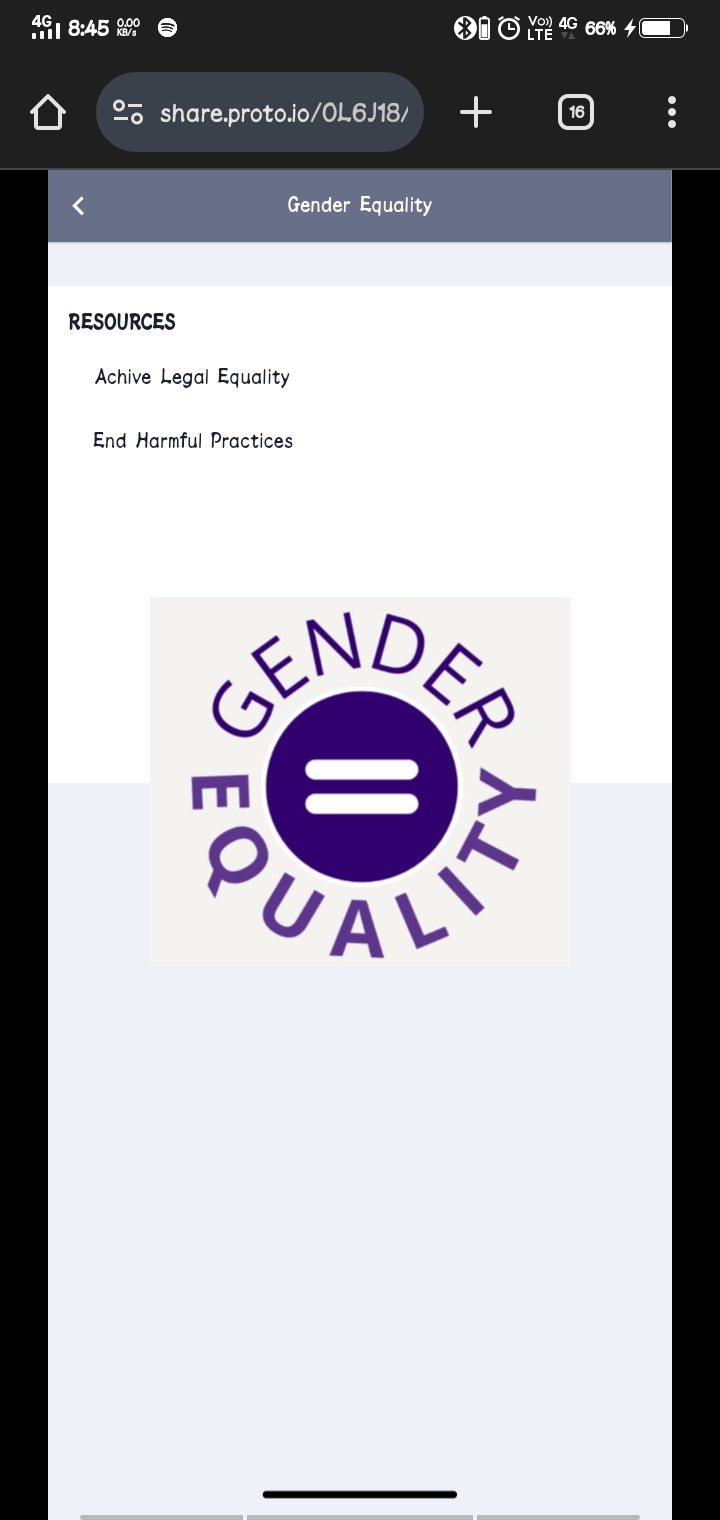 4G 8:45 0.00 KB/s Vo)) LTE 4G 66%
share.proto.io/0L6J18/ 16
Gender Equality
RESOURCES
Achive Legal Equality
End Harmful Practices
GENDER
EQUALITY